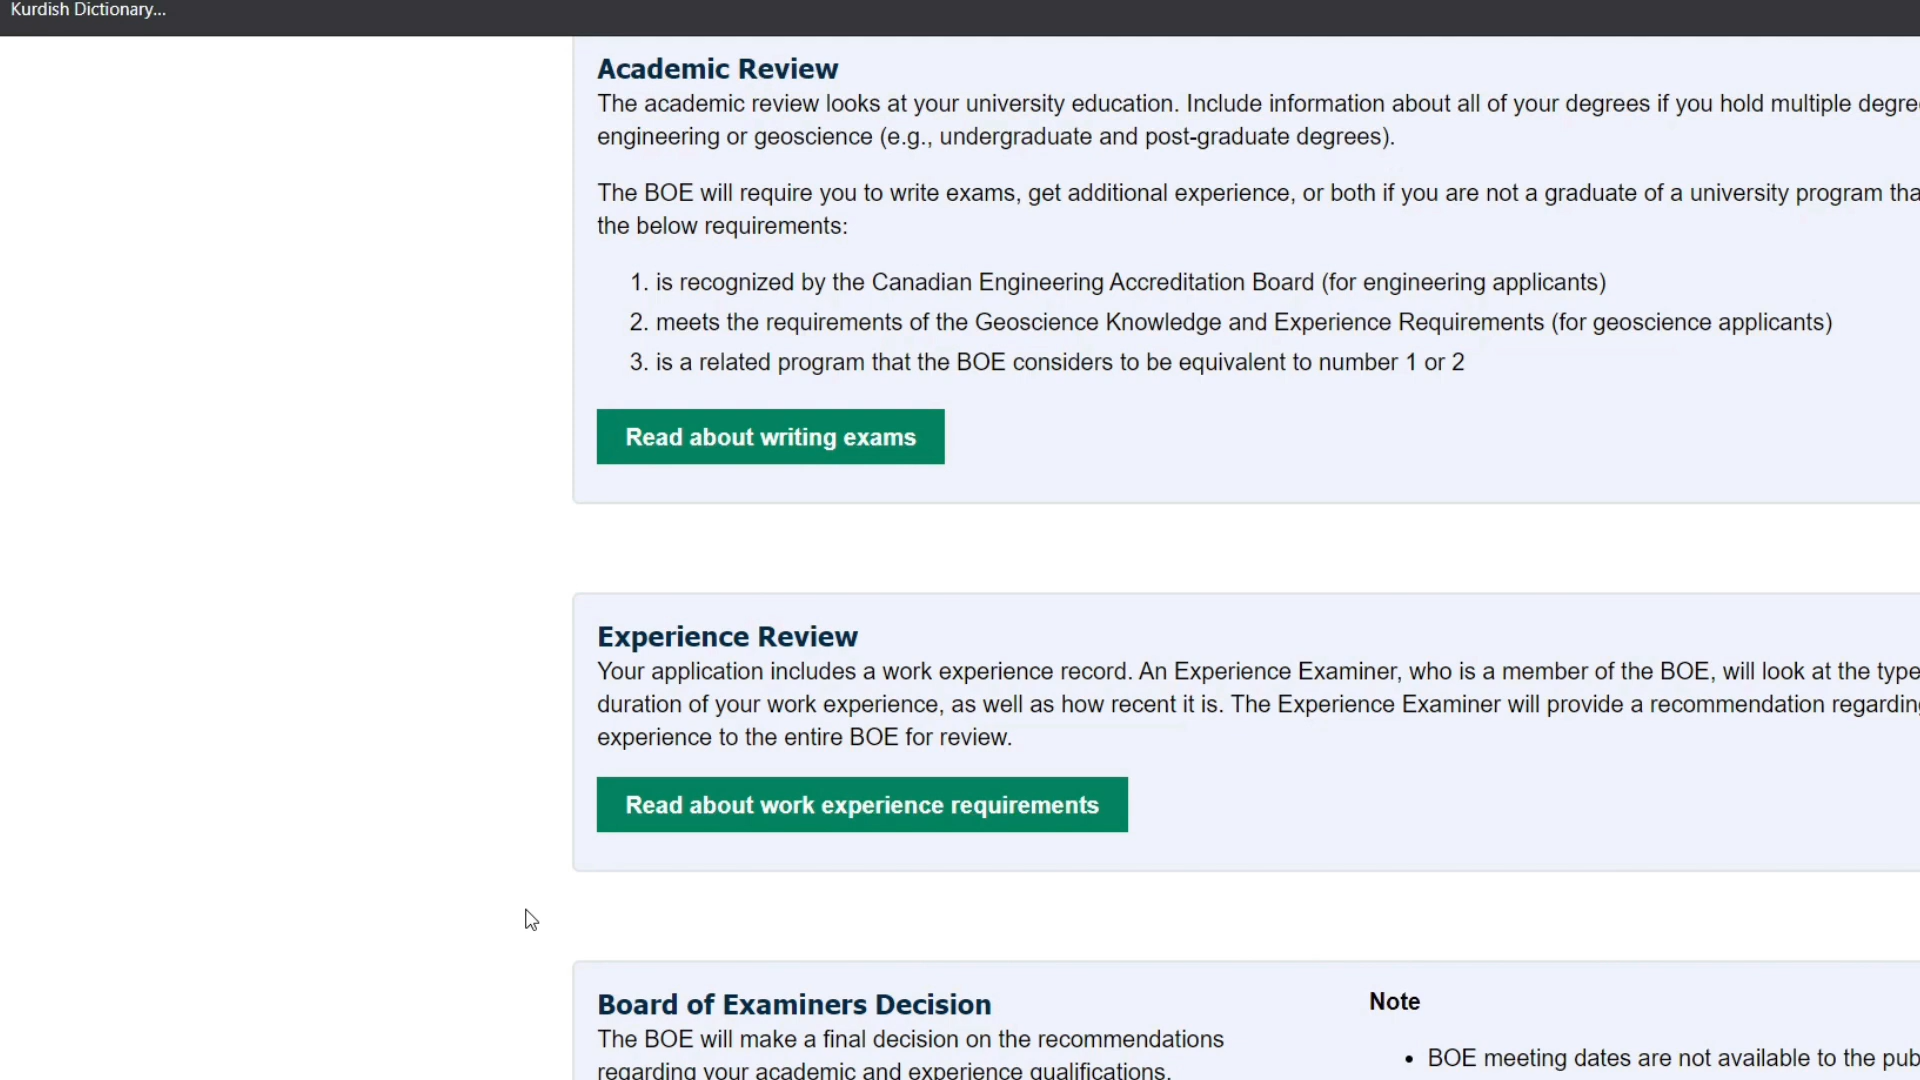 Kurdish Dictionary...
Academic Review
The academic review looks at your university education. Include information about all of your degrees if you hold multiple degre
engineering or geoscience (e.g., undergraduate and post-graduate degrees).
The BOE will require you to write exams, get additional experience, or both if you are not a graduate of a university program tha
the below requirements:
1. is recognized by the Canadian Engineering Accreditation Board (for engineering applicants)
2. meets the requirements of the Geoscience Knowledge and Experience Requirements (for geoscience applicants)
3. is a related program that the BOE considers to be equivalent to number 1 or 2
Read about writing exams
Experience Review
Your application includes a work experience record. An Experience Examiner, who is a member of the BOE, will look at the type
duration of your work experience, as well as how recent it is. The Experience Examiner will provide a recommendation regarding
experience to the entire BOE for review.
Read about work experience requirements
Board of Examiners Decision
The BOE will make a final decision on the recommendations
regarding your academic and experience qualifications.
Note
• BOE meeting dates are not available to the pub